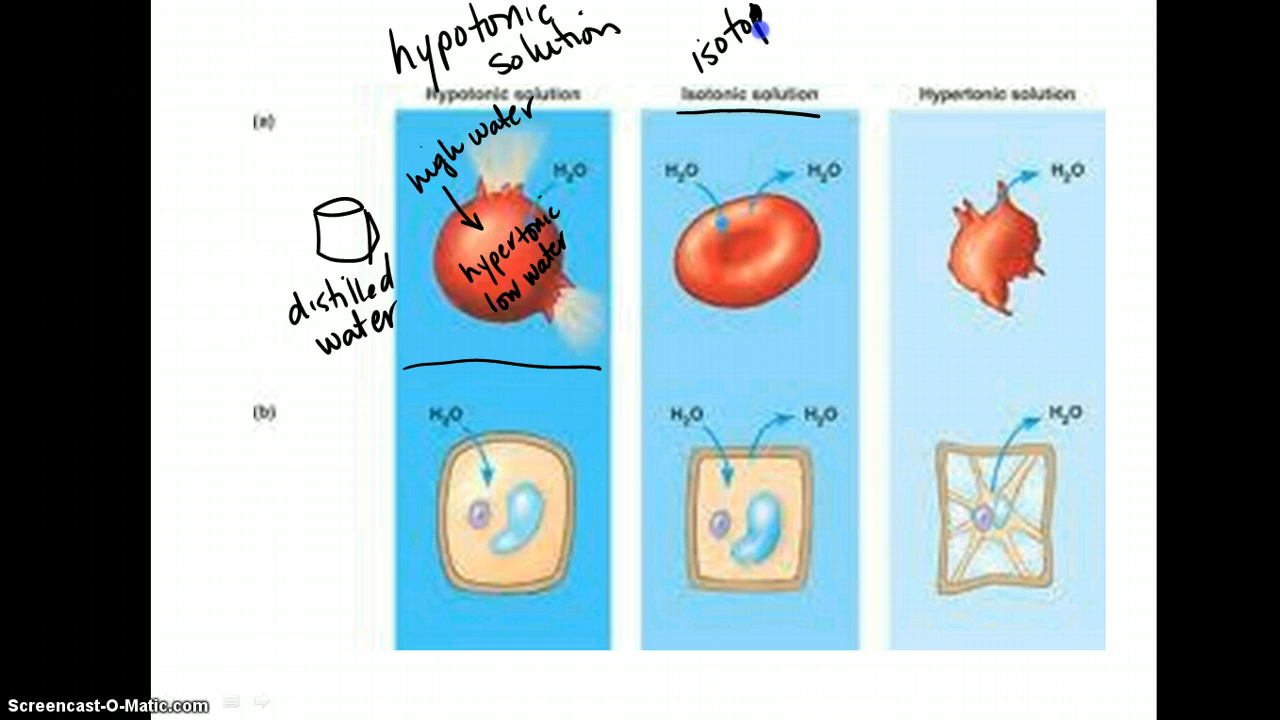 hypotonic
solution
isotop
Hypotonic solution
Isotonic solution
Hypertonic solution
(a)
high water
H₂O
H₂O
H₂O
H₂O
hypertonic
low water
distilled
water
(b)
H₂O
H₂O
H₂O
H₂O
Screencast-O-Matic.com